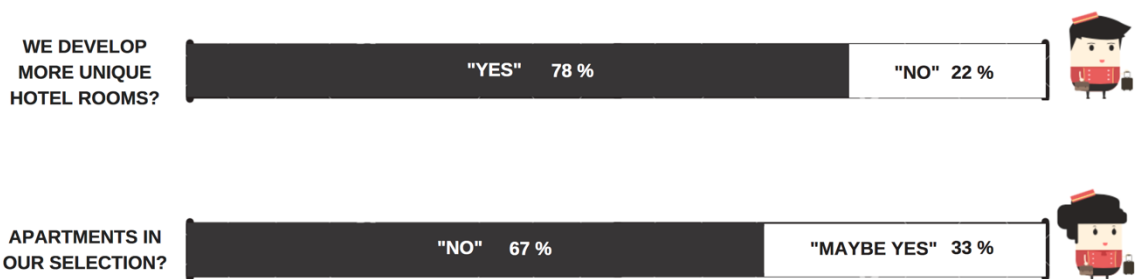 WE DEVELOP
MORE UNIQUE
HOTEL ROOMS?
"YES" 78 %
"NO" 22 %
APARTMENTS IN
OUR SELECTION?
"NO" 67 %
"MAYBE YES" 33 %